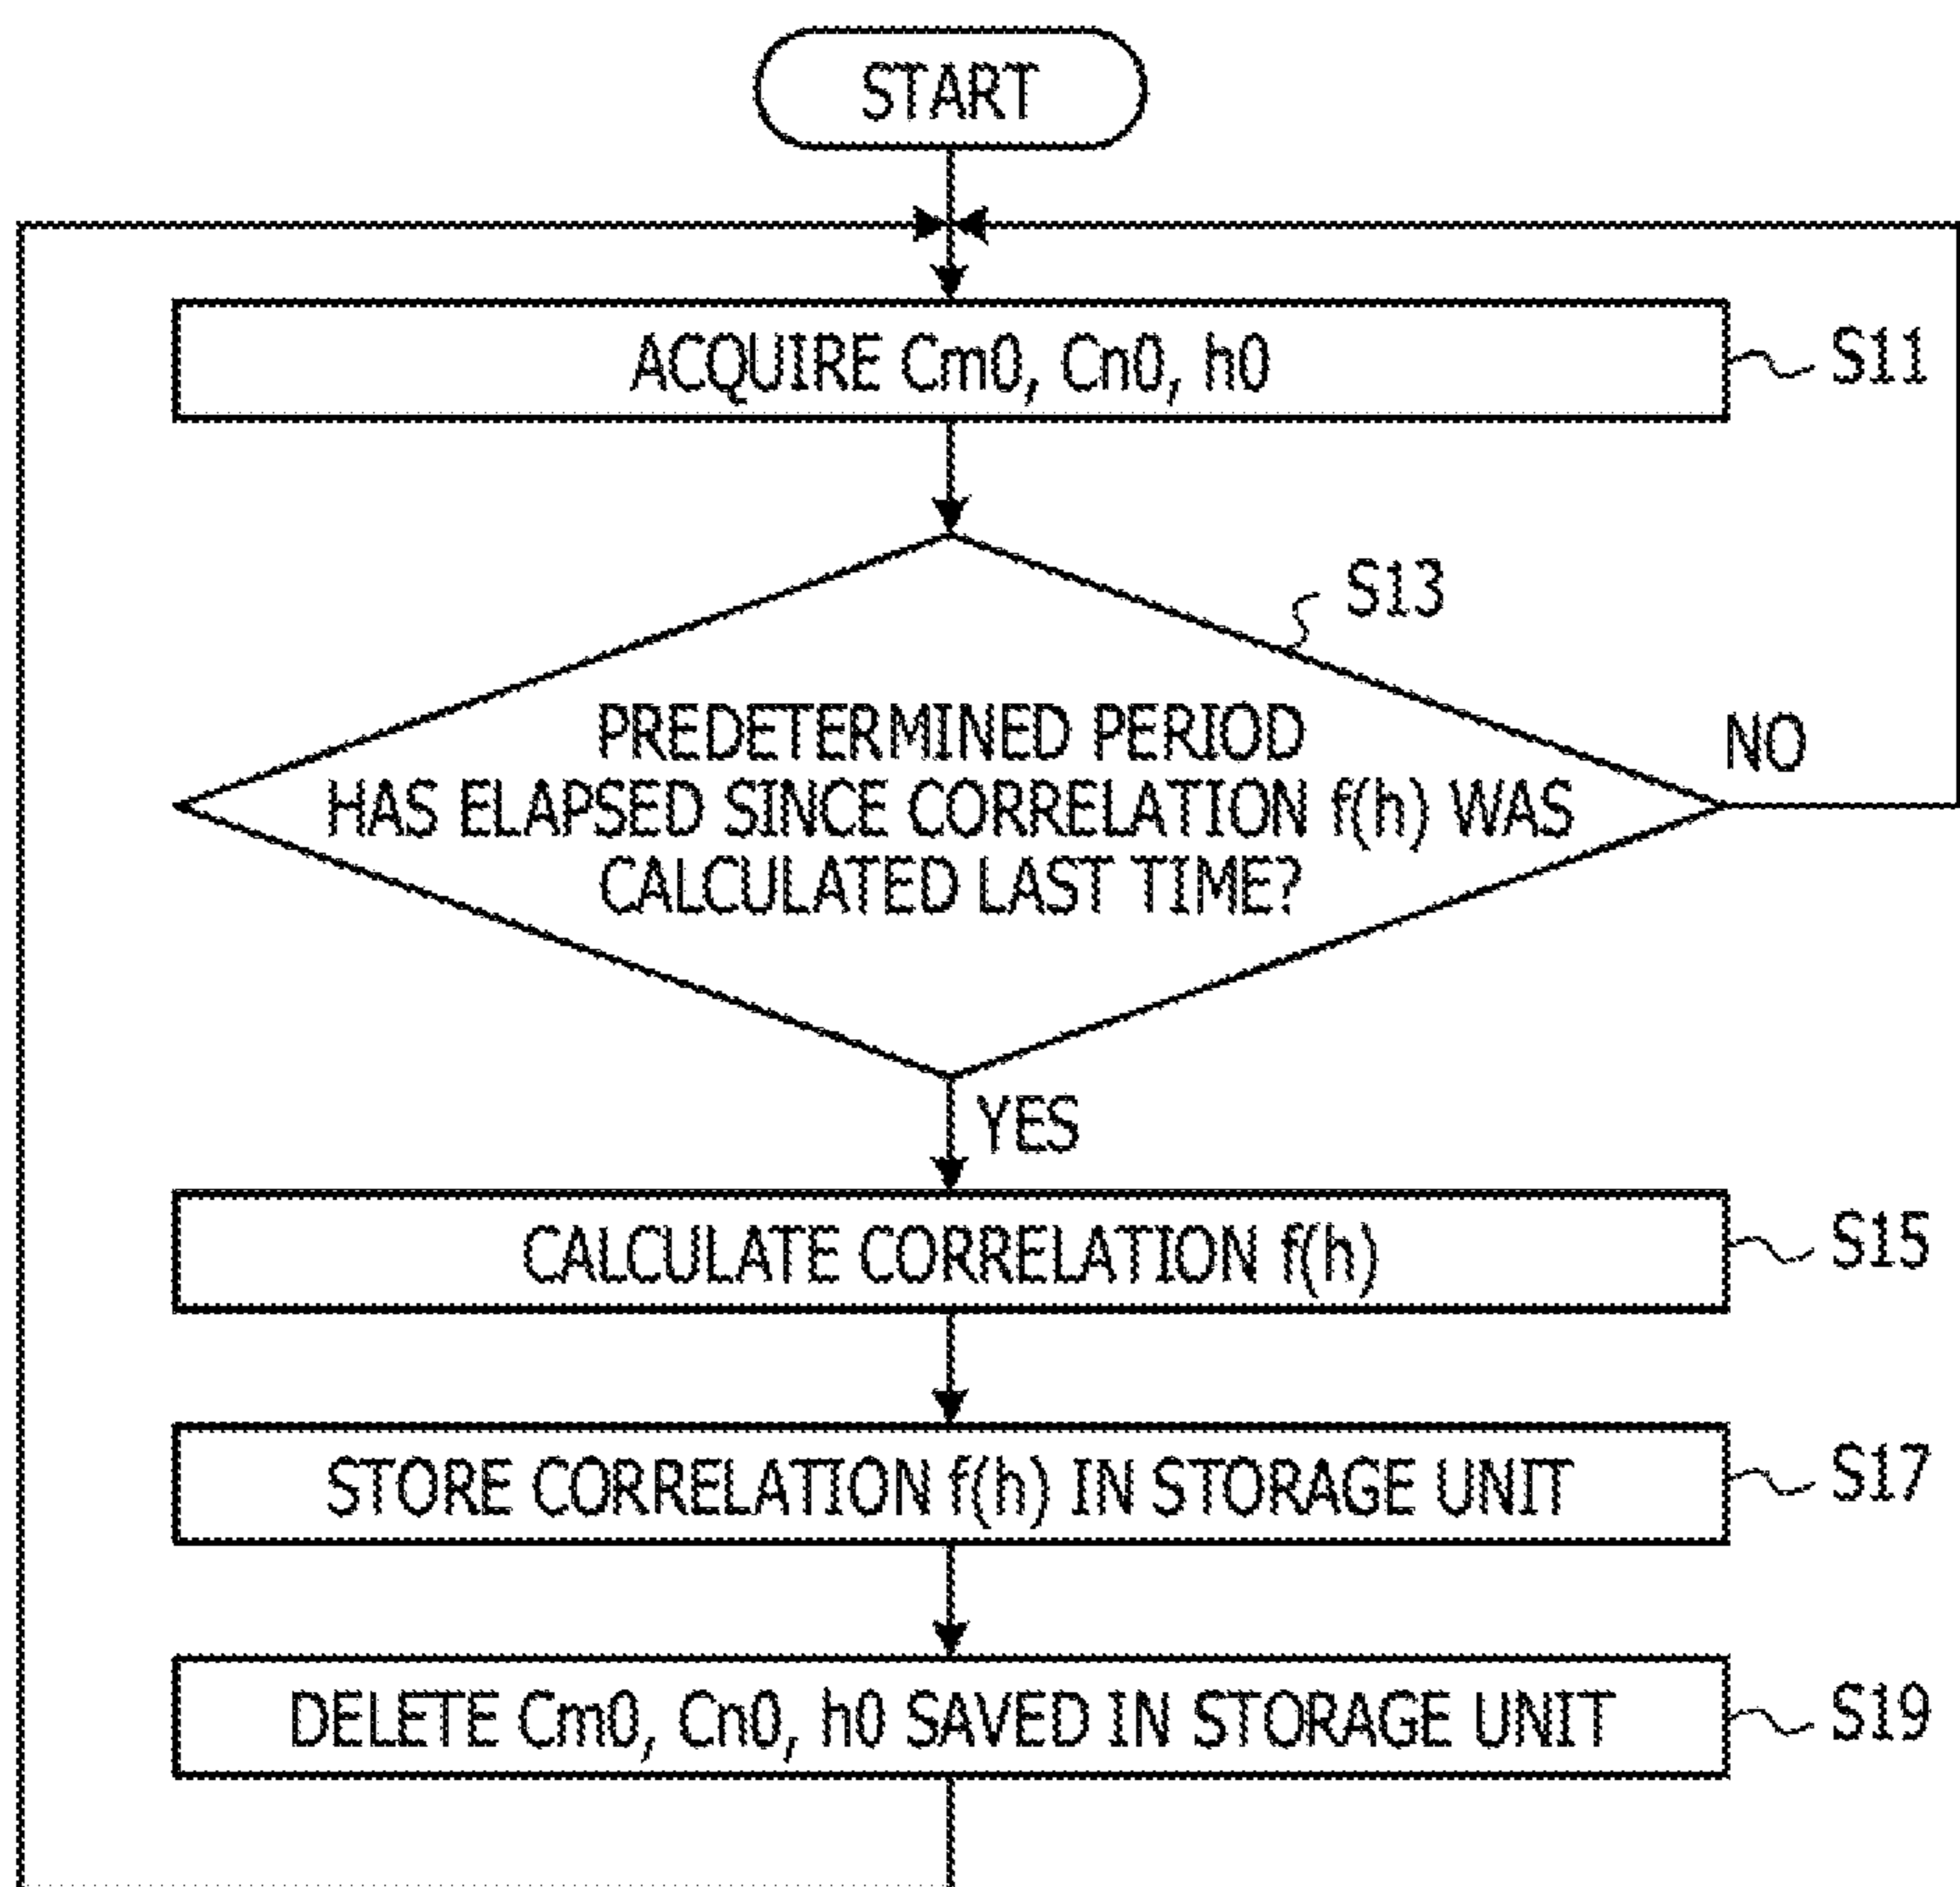 START
ACQUIRE Cm0, Cn0, h0
S11
S13
PREDETERMINED PERIOD
HAS ELAPSED SINCE CORRELATION f(h) WAS
CALCULATED LAST TIME?
NO
YES
CALCULATE CORRELATION f(h)
S15
STORE CORRELATION f(h) IN STORAGE UNIT
S17
DELETE Cm0, Cn0, h0 SAVED IN STORAGE UNIT
S19